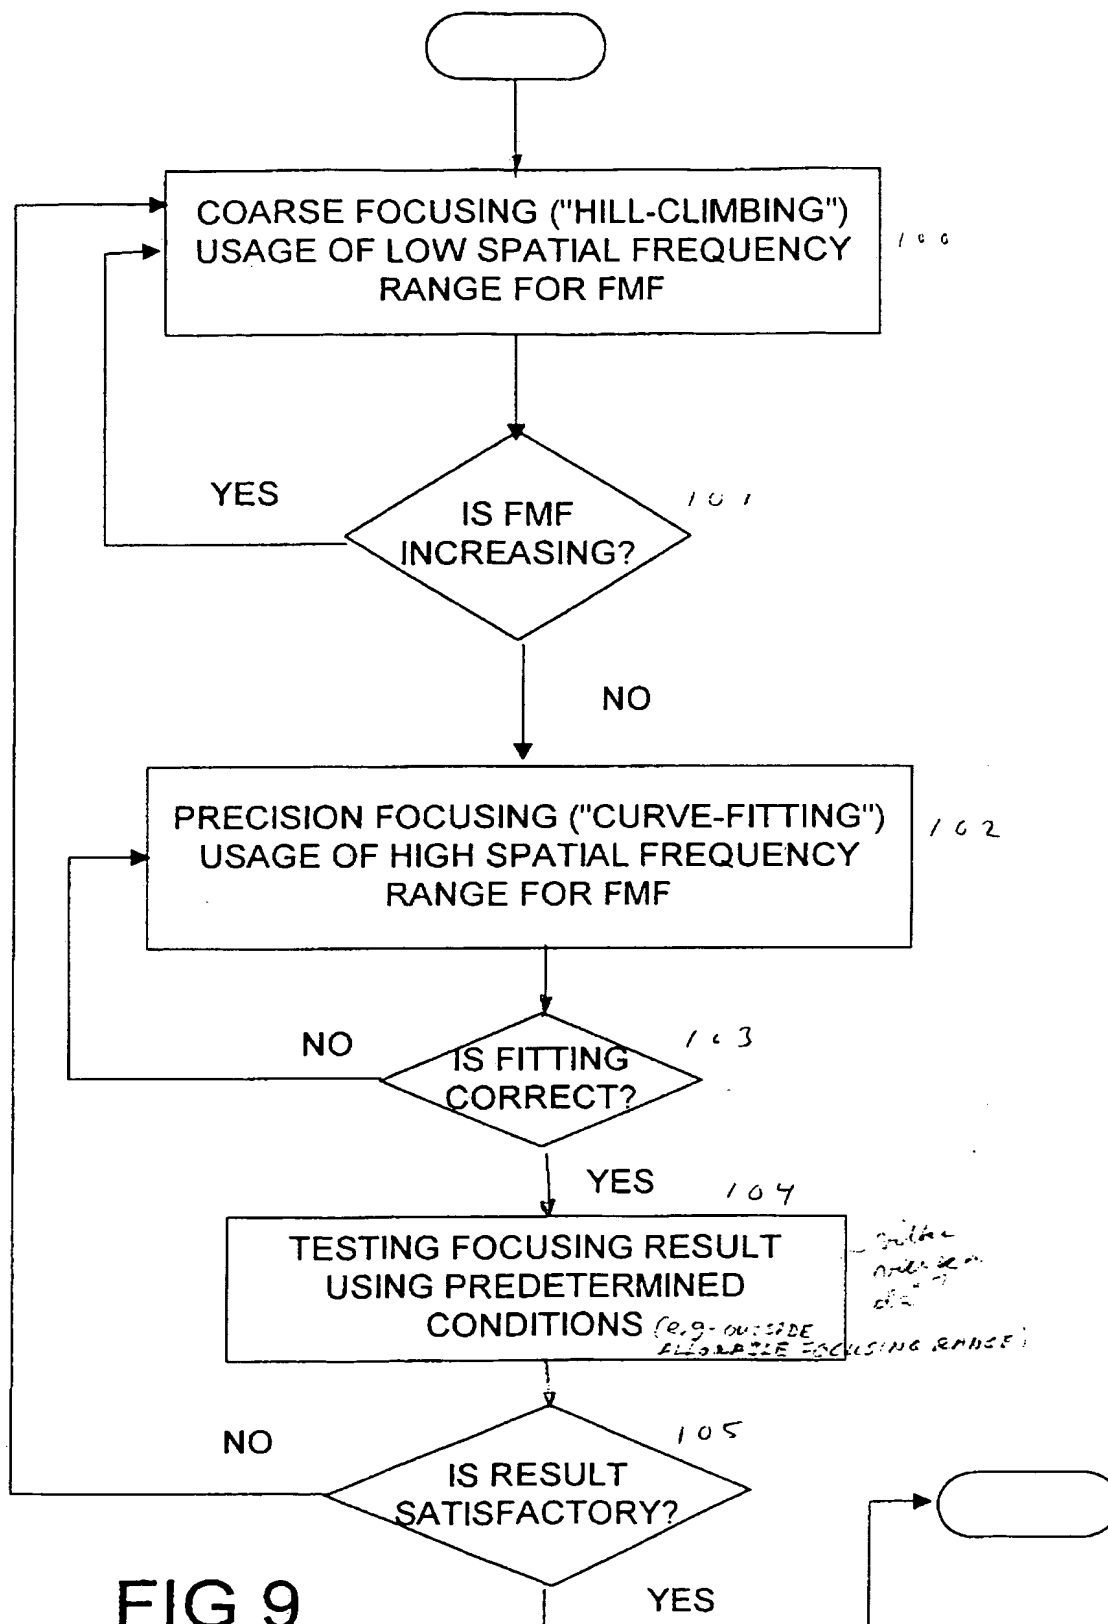 COARSE FOCUSING ("HILL-CLIMBING")
USAGE OF LOW SPATIAL FREQUENCY
RANGE FOR FMF
100
YES
IS FMF
INCREASING?
101
NO
PRECISION FOCUSING ("CURVE-FITTING")
USAGE OF HIGH SPATIAL FREQUENCY
RANGE FOR FMF
102
NO
IS FITTING
CORRECT?
103
YES
104
TESTING FOCUSING RESULT
USING PREDETERMINED
CONDITIONS (e.g. OUTSIDE
ALLOWABLE FOCUSING RANGE)
NO
105
IS RESULT
SATISFACTORY?
FIG 9
YES